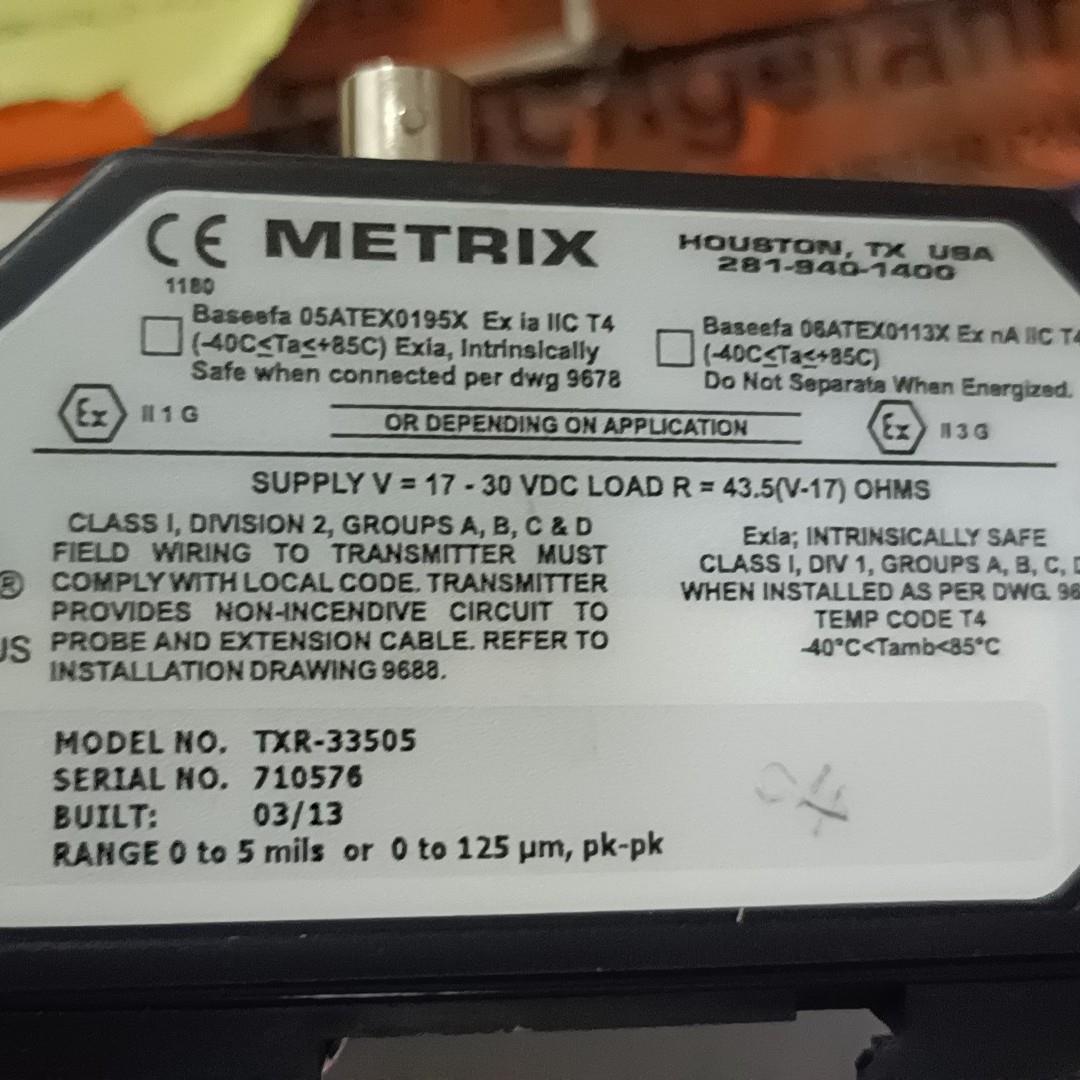 CE METRIX
1180
HOUSTON, TX USA
281-940-1400
Baseefa 05ATEX0195X Ex ia IIC T4
(-40C≤Ta≤+85C) Exia, Intrinsically
Safe when connected per dwg 9678
Baseefa 06ATEX0113X Ex nA IIC T4
(-40C≤Ta≤+85C)
Do Not Separate When Energized.
Ex II 1 G
OR DEPENDING ON APPLICATION
Ex II 3 G
SUPPLY V = 17 - 30 VDC LOAD R = 43.5(V-17) OHMS
CLASS I, DIVISION 2, GROUPS A, B, C & D
FIELD WIRING TO TRANSMITTER MUST
® COMPLY WITH LOCAL CODE. TRANSMITTER
PROVIDES NON-INCENDIVE CIRCUIT TO
US PROBE AND EXTENSION CABLE. REFER TO
INSTALLATION DRAWING 9688.
Exia; INTRINSICALLY SAFE
CLASS I, DIV 1, GROUPS A, B, C, D
WHEN INSTALLED AS PER DWG. 96
TEMP CODE T4
-40°C<Tamb<85°C
MODEL NO. TXR-33505
SERIAL NO. 710576
BUILT: 03/13
RANGE 0 to 5 mils or 0 to 125 µm, pk-pk